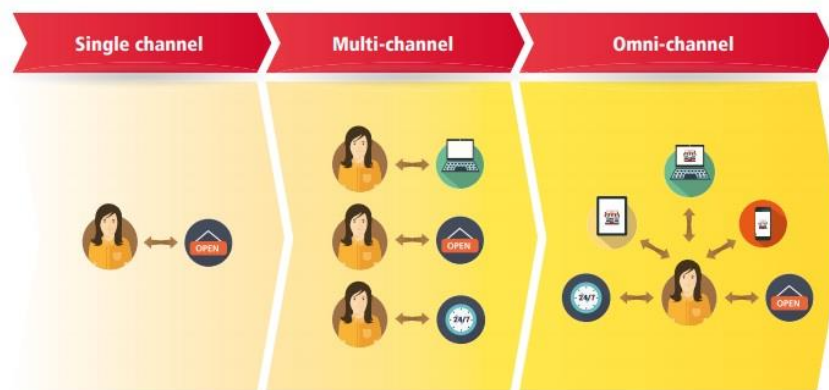 Single channel
Multi-channel
Omni-channel
OPEN
OPEN
24/7
24/7
OPEN